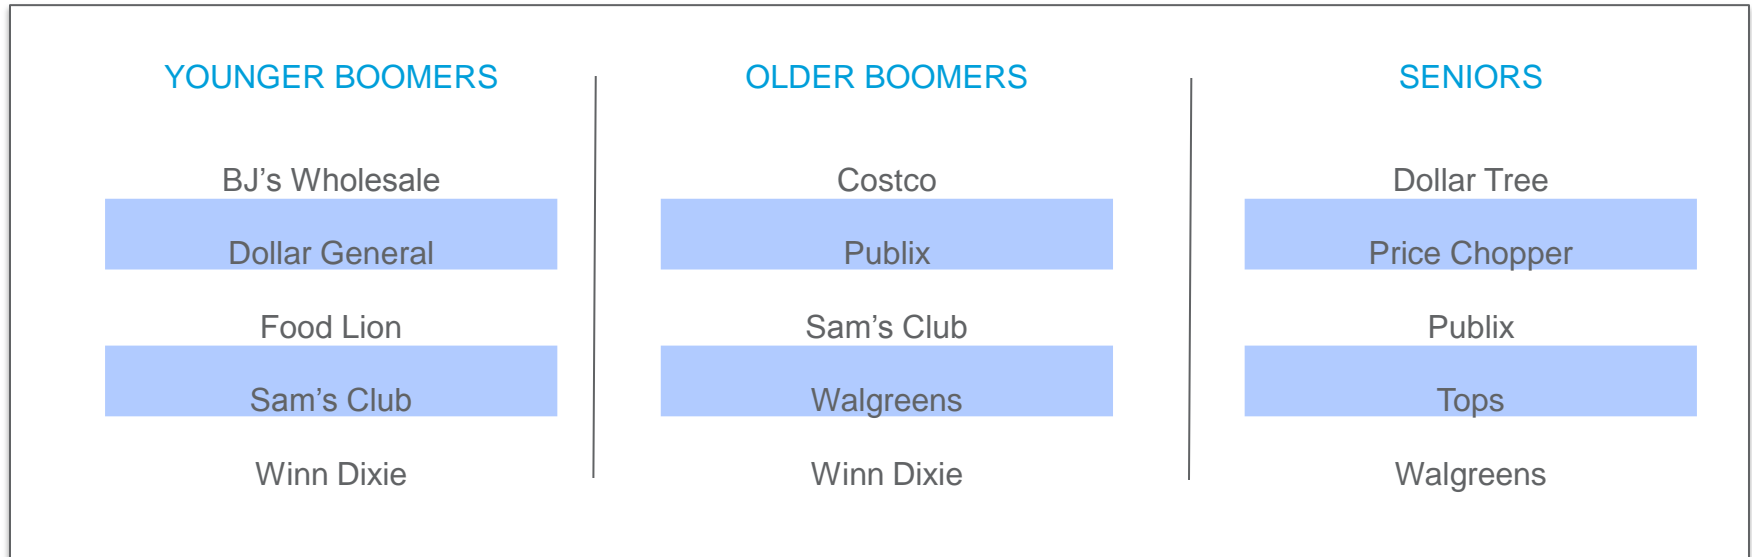 YOUNGER BOOMERS
BJ’s Wholesale
Dollar General
Food Lion
Sam’s Club
Winn Dixie
OLDER BOOMERS
Costco
Publix
Sam’s Club
Walgreens
Winn Dixie
SENIORS
Dollar Tree
Price Chopper
Publix
Tops
Walgreens